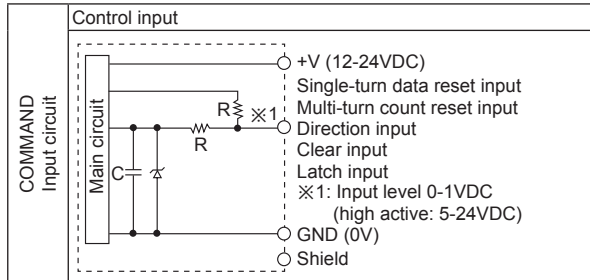 Control input
COMMAND
Input circuit
Main circuit
+V (12-24VDC)
Single-turn data reset input
Multi-turn count reset input
R
※1
Direction input
R
Clear input
C
Latch input
※1: Input level 0-1VDC
(high active: 5-24VDC)
GND (0V)
Shield